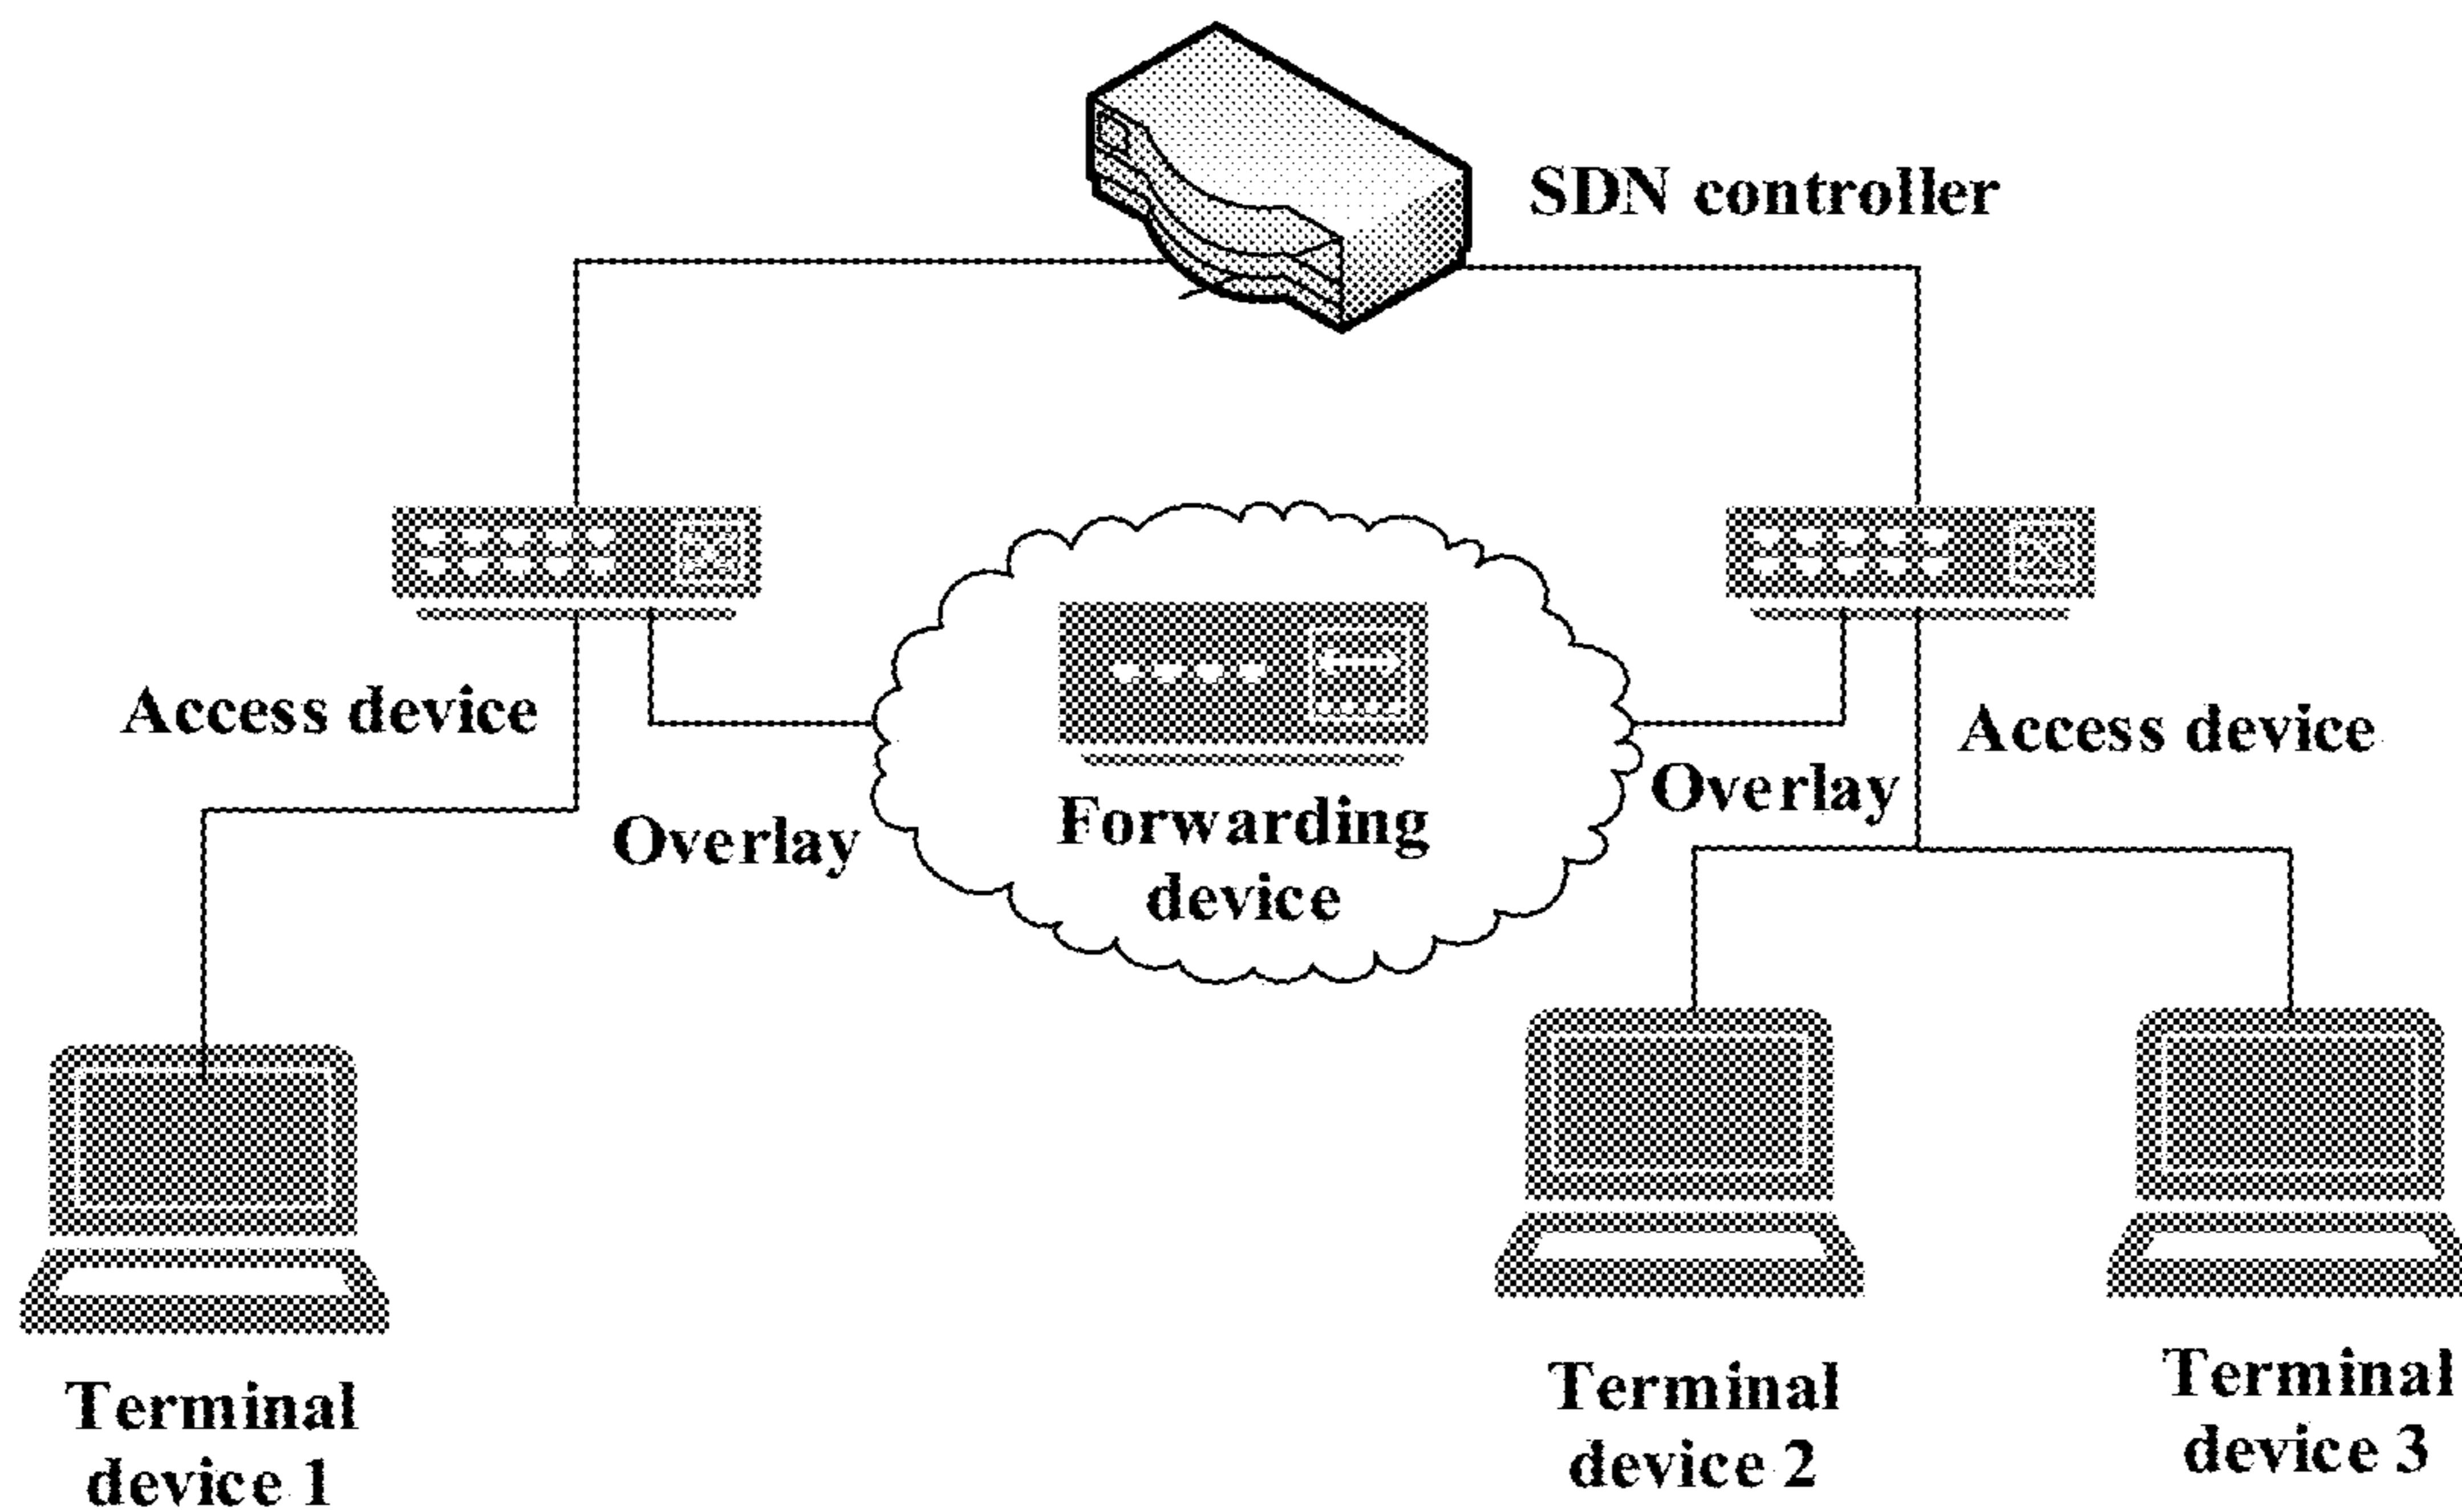 SDN controller
Access device
Access device
Overlay
Overlay
Forwarding
device
Terminal
device 1
Terminal
device 2
Terminal
device 3